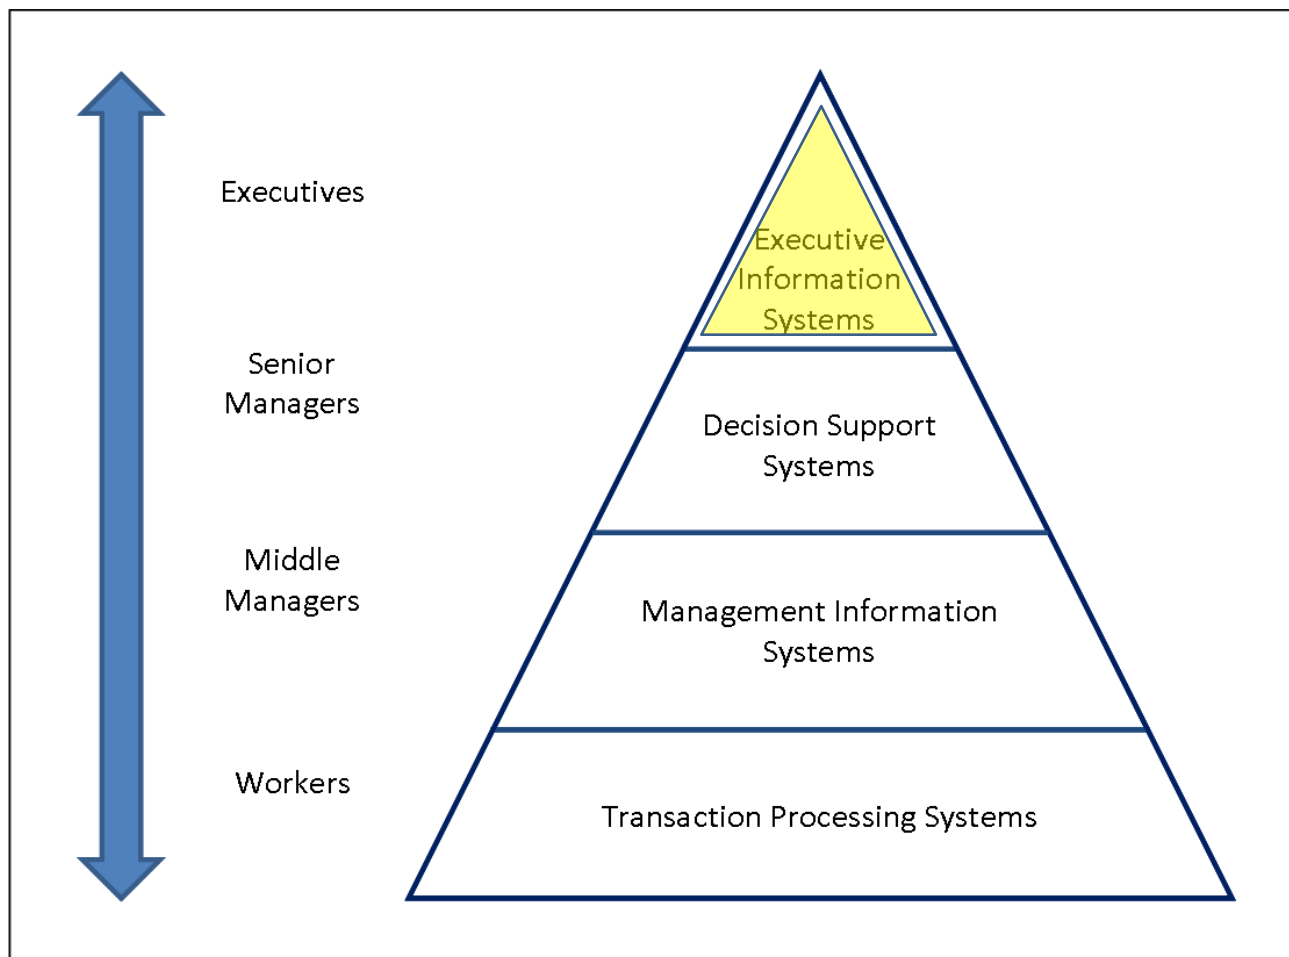 Executives
Executive
Information
Systems
Senior
Managers
Decision Support
Systems
Middle
Managers
Management Information
Systems
Workers
Transaction Processing Systems